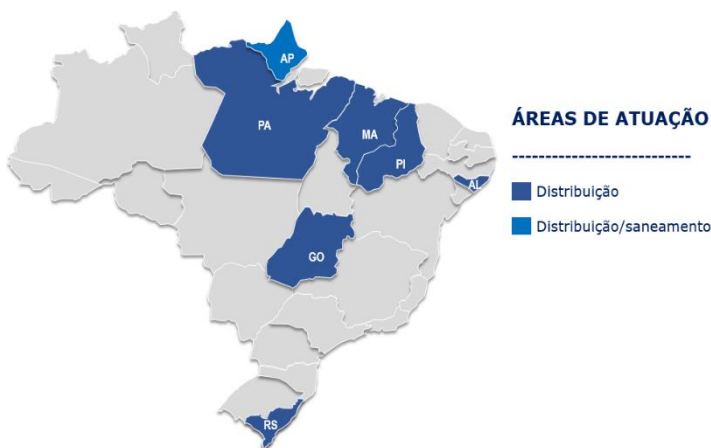 AP
PA
MA
PI
AL
GO
RS
ÁREAS DE ATUAÇÃO
---------------------------
Distribuição
Distribuição/saneamento